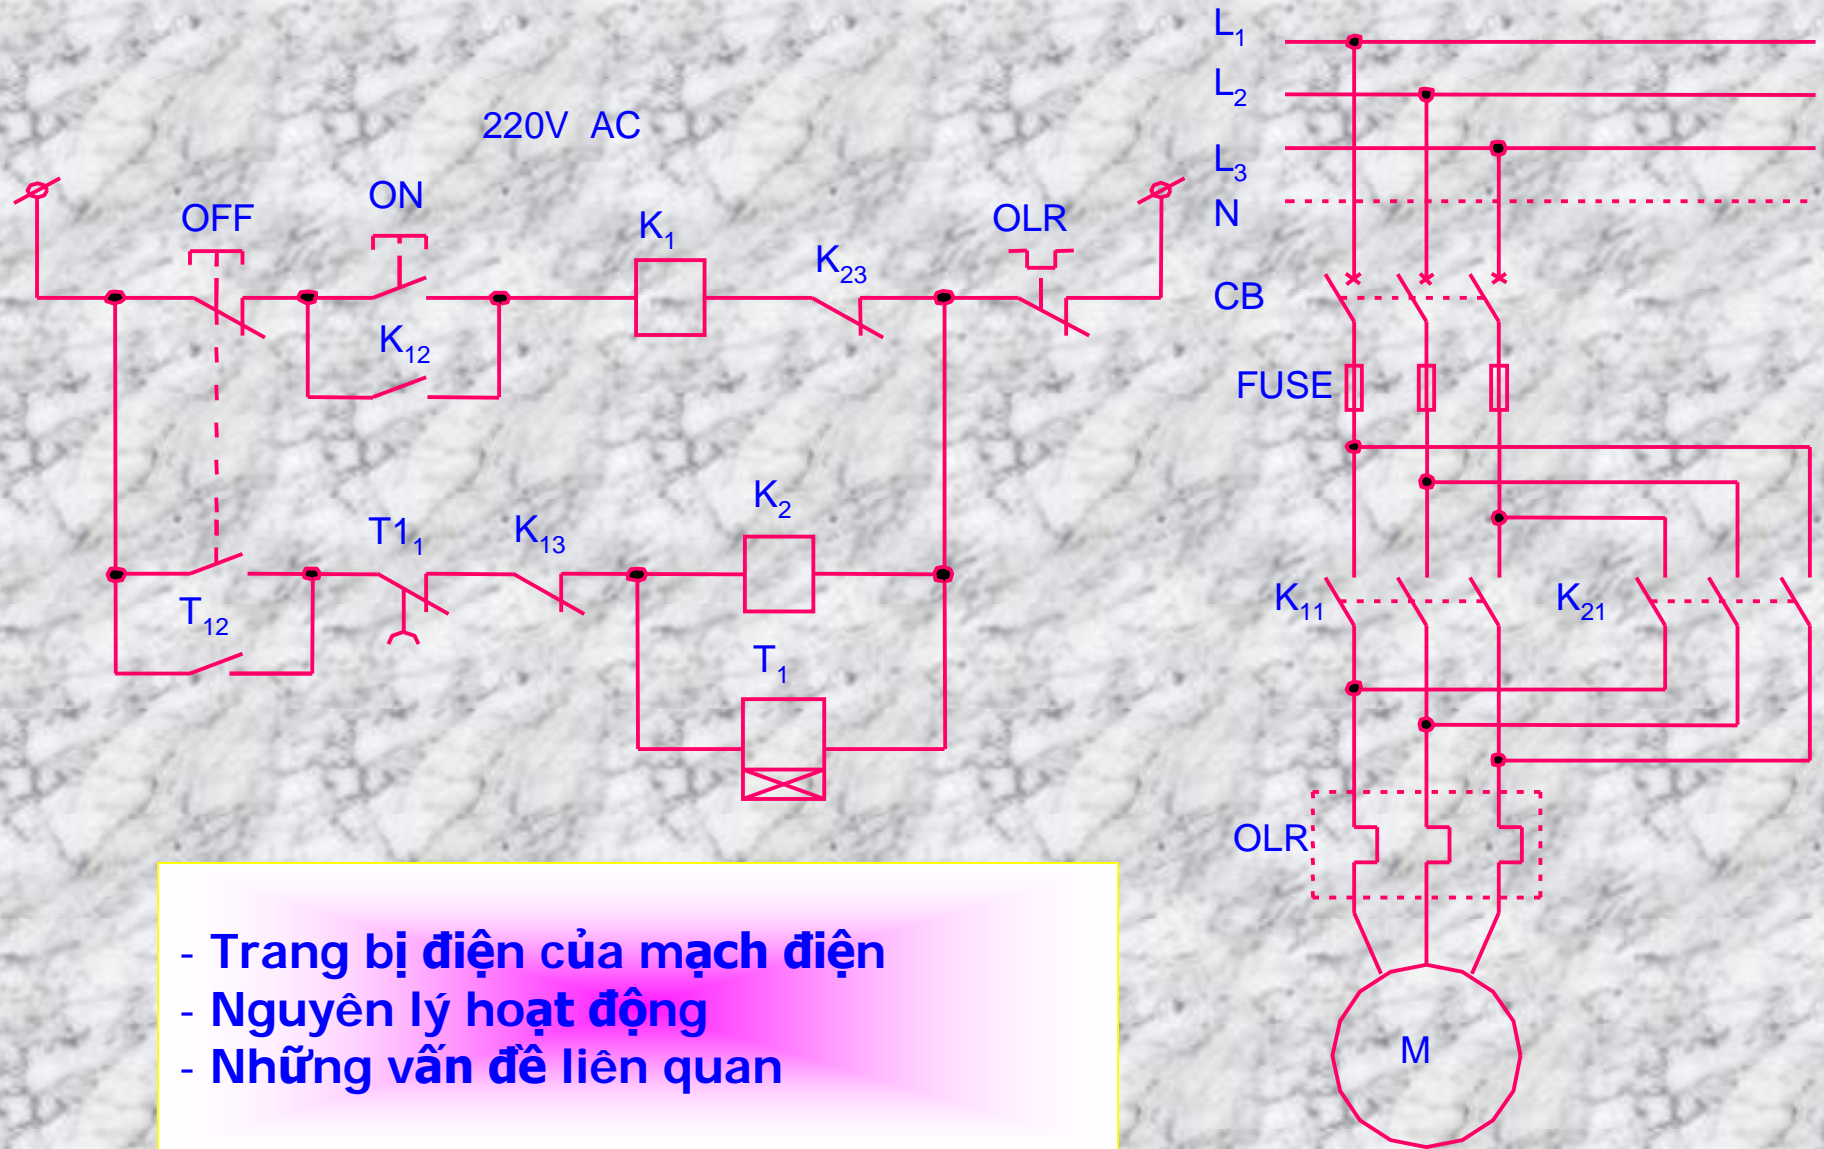 220V AC
OFF
ON
K1
K23
OLR
K12
T11
K13
K2
T12
T1
L1
L2
L3
N
CB
FUSE
K11
K21
OLR
M
- Trang bị điện của mạch điện
- Nguyên lý hoạt động
- Những vấn đề liên quan